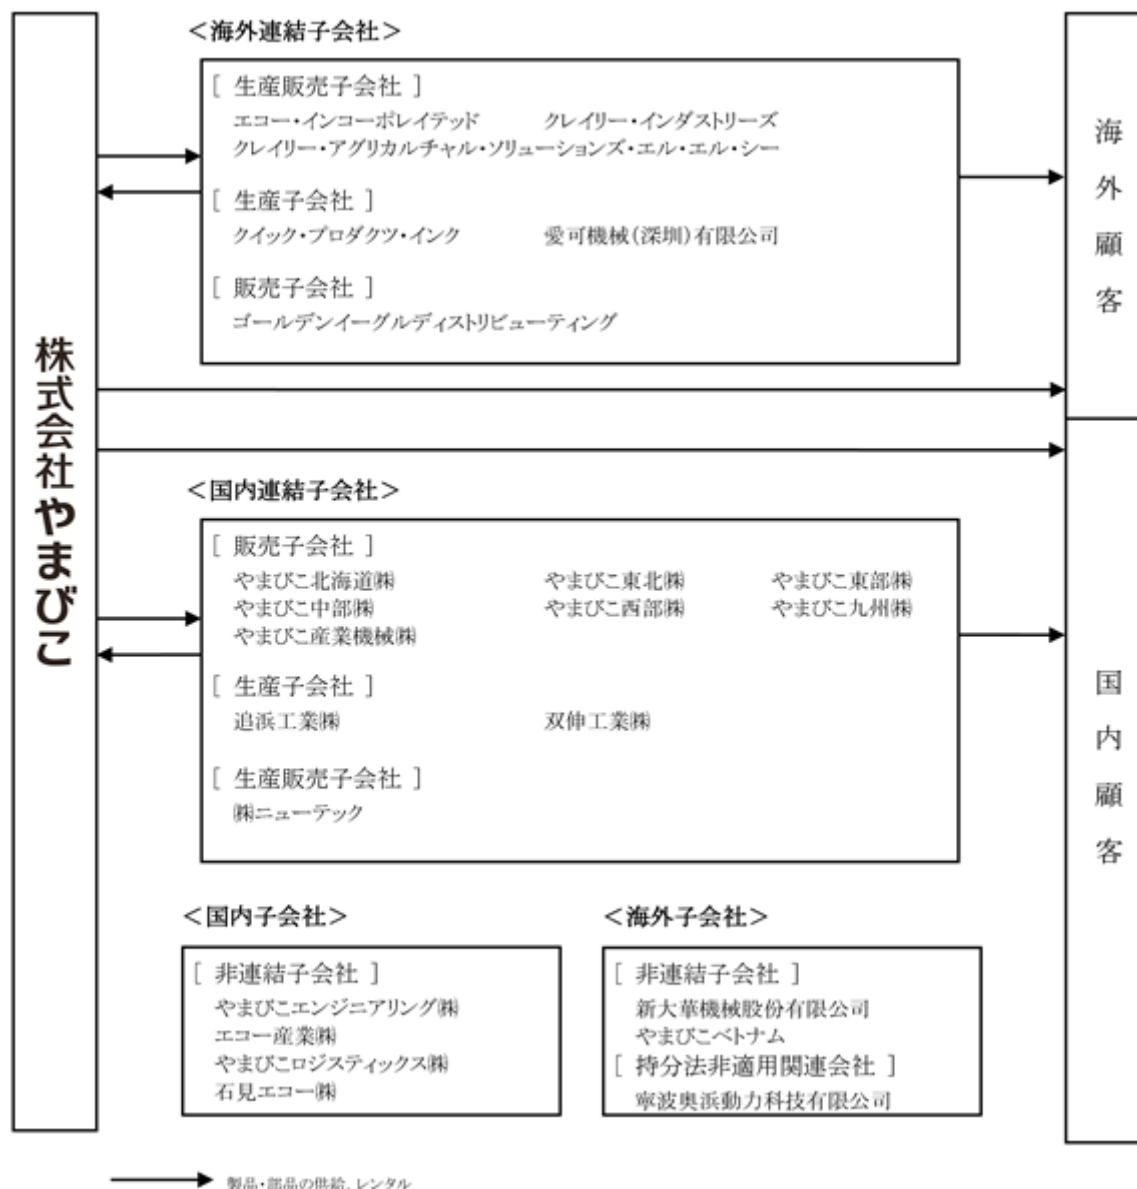 株式会社やまびこ
＜海外連結子会社＞
[ 生産販売子会社 ]
エコー・インコーポレイテッド クレイリー・インダストリーズ
クレイリー・アグリカルチャル・ソリューションズ・エル・エル・シー
[ 生産子会社 ]
クイック・プロダクツ・インク 愛可機械(深圳)有限公司
[ 販売子会社 ]
ゴールデンイーグルディストリビューティング
海外顧客
＜国内連結子会社＞
[ 販売子会社 ]
やまびこ北海道㈱ やまびこ東北㈱ やまびこ東部㈱
やまびこ中部㈱ やまびこ西部㈱ やまびこ九州㈱
やまびこ産業機械㈱
[ 生産子会社 ]
追浜工業㈱ 双伸工業㈱
[ 生産販売子会社 ]
㈱ニューテック
国内顧客
＜国内子会社＞
[ 非連結子会社 ]
やまびこエンジニアリング㈱
エコー産業㈱
やまびこロジスティックス㈱
石見エコー㈱
＜海外子会社＞
[ 非連結子会社 ]
新大華機械股份有限公司
やまびこベトナム
[ 持分法非適用関連会社 ]
寧波奥浜動力科技有限公司
製品・部品の供給、レンタル